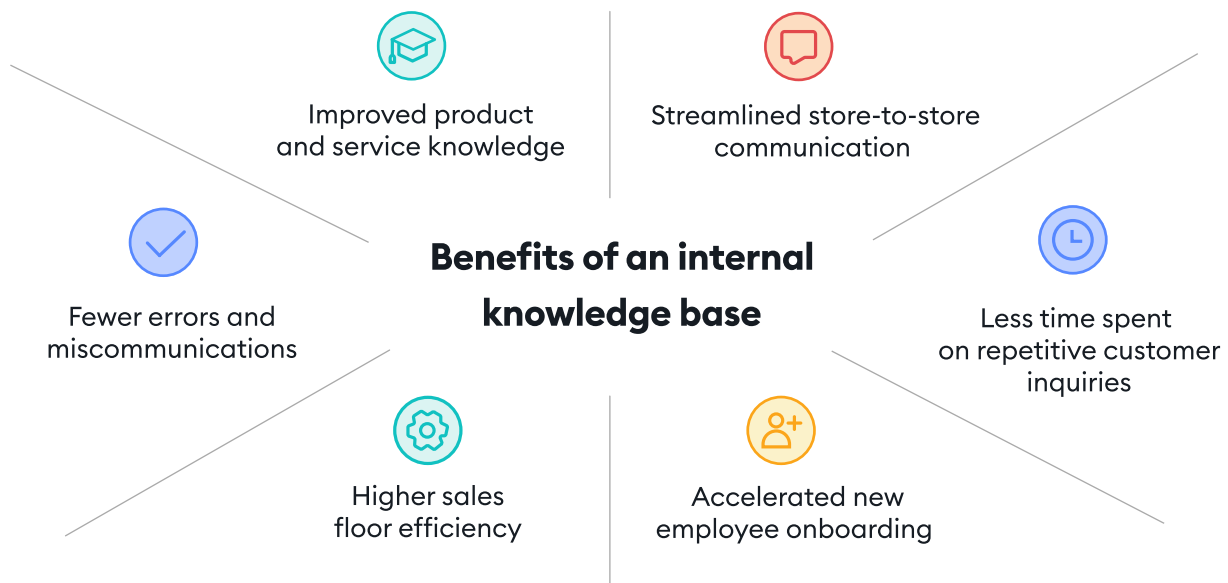 Improved product
and service knowledge
Streamlined store-to-store
communication
Fewer errors and
miscommunications
Benefits of an internal
knowledge base
Less time spent
on repetitive customer
inquiries
Higher sales
floor efficiency
Accelerated new
employee onboarding